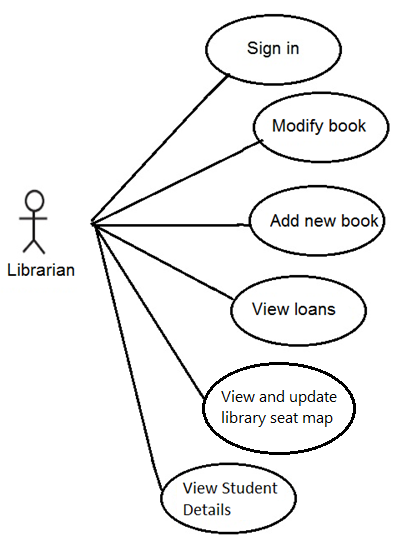 Sign in
Modify book
Add new book
Librarian
View loans
View and update
library seat map
View Student
Details